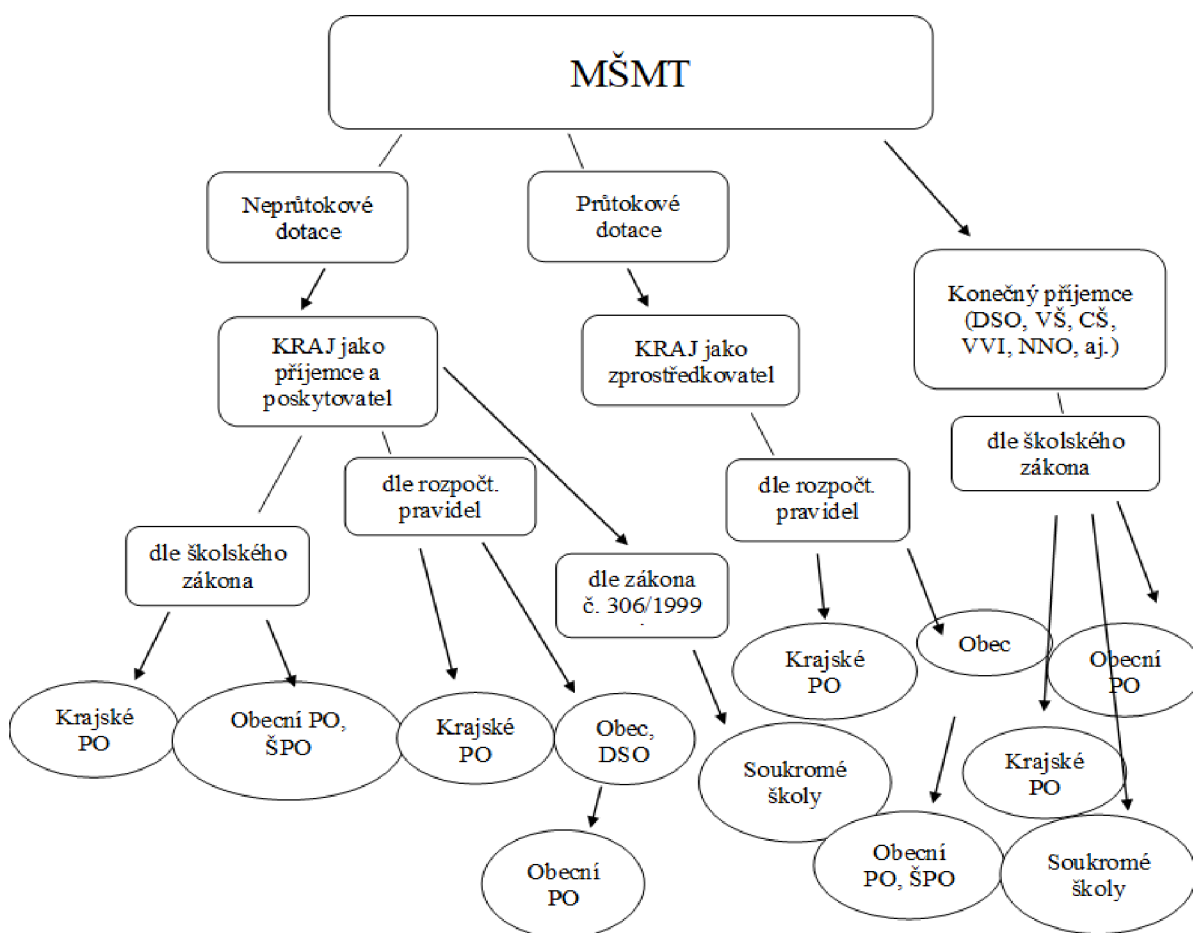 MŠMT
Neprůtokové
dotace
Průtokové
dotace
Konečný příjemce
(DSO, VŠ, CŠ,
VVI, NNO, aj.)
KRAJ jako
příjemce a
poskytovatel
KRAJ jako
zprostředkovatel
dle školského
zákona
dle rozpočt.
pravidel
dle rozpočt.
pravidel
dle školského
zákona
dle zákona
č. 306/1999
.
Krajské
PO
Obecní PO,
ŠPO
Krajské
PO
Obec,
DSO
Obecní
PO
Soukromé
školy
Krajské
PO
Obec
Obecní
PO, ŠPO
Krajské
PO
Obecní
PO
Soukromé
školy